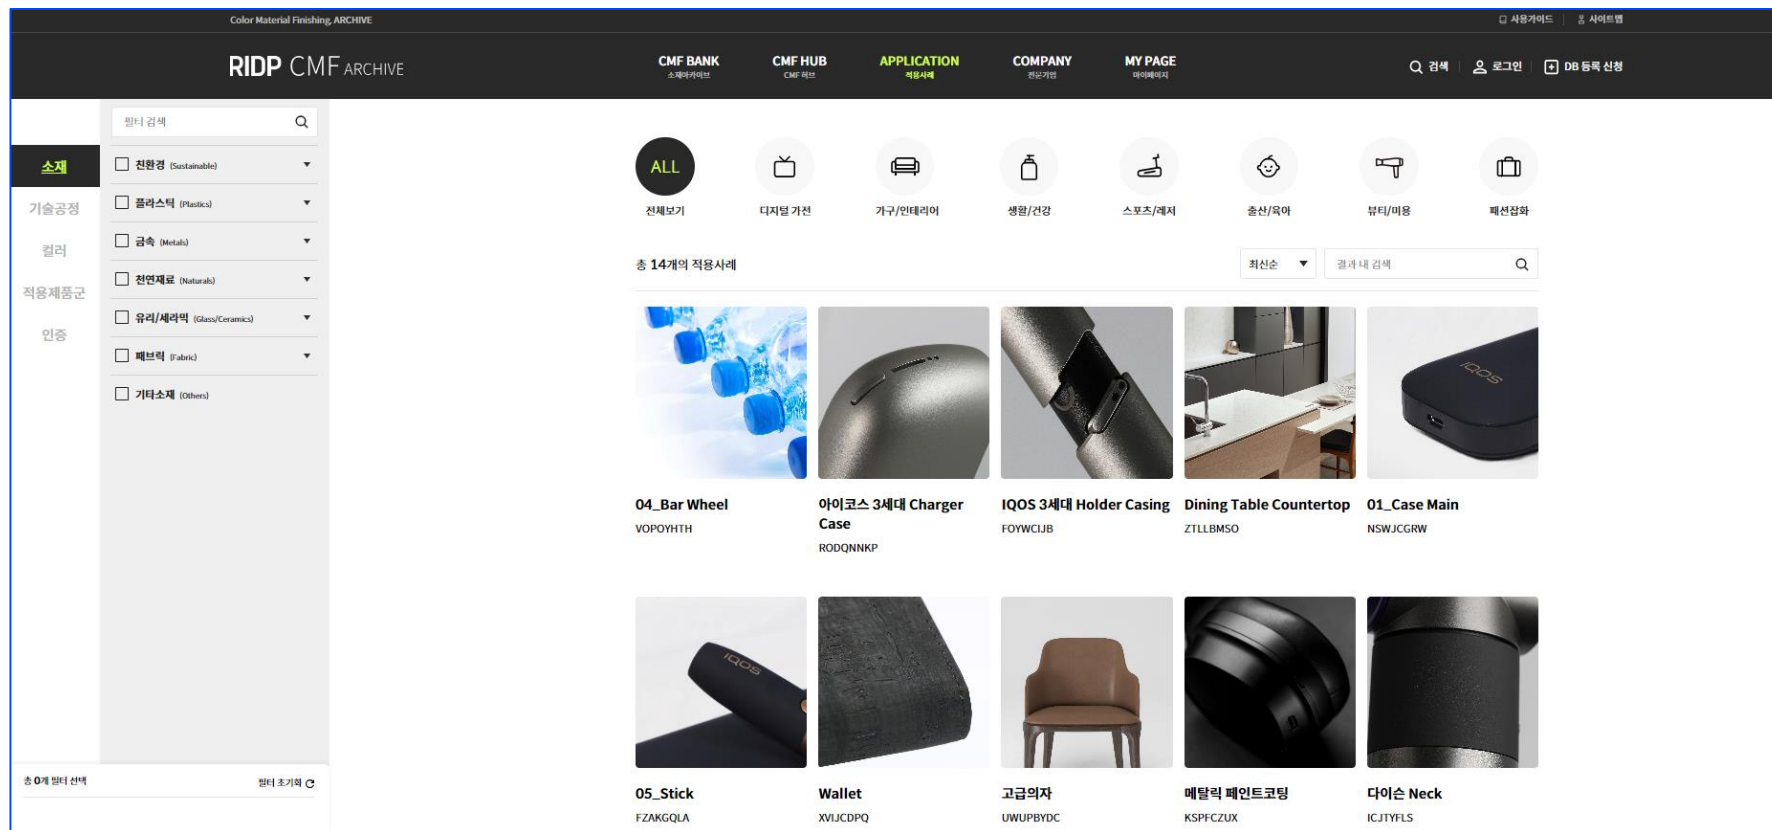 Color Material Finishing, ARCHIVE
사용가이드
사이트맵
RIDP CMF ARCHIVE
CMF BANK
소재아카이브
CMF HUB
CMF 허브
APPLICATION
적용사례
COMPANY
전문기업
MY PAGE
마이페이지
검색
로그인
DB 등록 신청
필터 검색
소재
기술공정
컬러
적용제품군
인증
친환경 (Sustainable)
플라스틱 (Plastics)
금속 (Metals)
천연재료 (Naturals)
유리/세라믹 (Glass/Ceramics)
패브릭 (Fabric)
기타소재 (Others)
총 0개 필터 선택
필터 초기화
ALL
전체보기
디지털 가전
가구/인테리어
생활/건강
스포츠/레저
출산/육아
뷰티/미용
패션잡화
총 14개의 적용사례
최신순
결과 내 검색
IQOS
04_Bar Wheel
VOPOYHTH
아이코스 3세대 Charger
Case
RODQNNKP
IQOS 3세대 Holder Casing
FOYWCIJB
Dining Table Countertop
ZTLLBMSO
01_Case Main
NSWJCGRW
IQOS
05_Stick
FZAKGQLA
Wallet
XVIJCDPQ
고급의자
UWUPBYDC
메탈릭 페인트코팅
KSPFCZUX
다이슨 Neck
ICJTYFLS